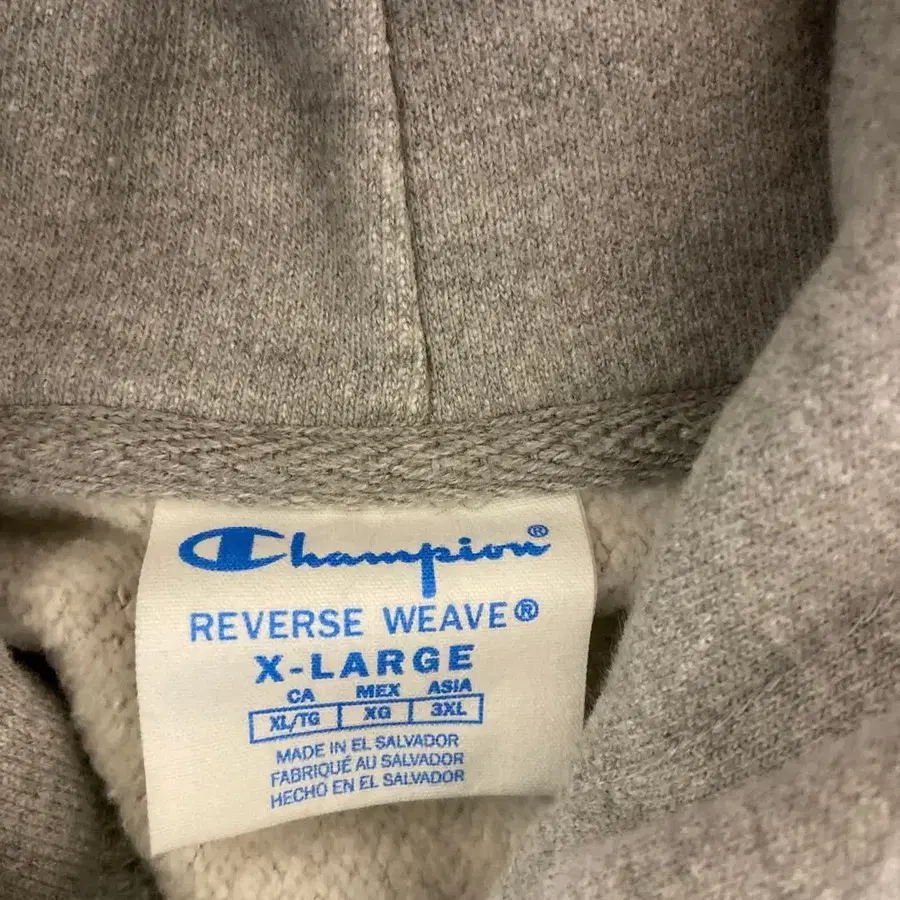 Champion®
REVERSE WEAVE®
X-LARGE
CA MEX ASIA
XL/TG XG 3XL
MADE IN EL SALVADOR
FABRIQUÉ AU SALVADOR
HECHO EN EL SALVADOR